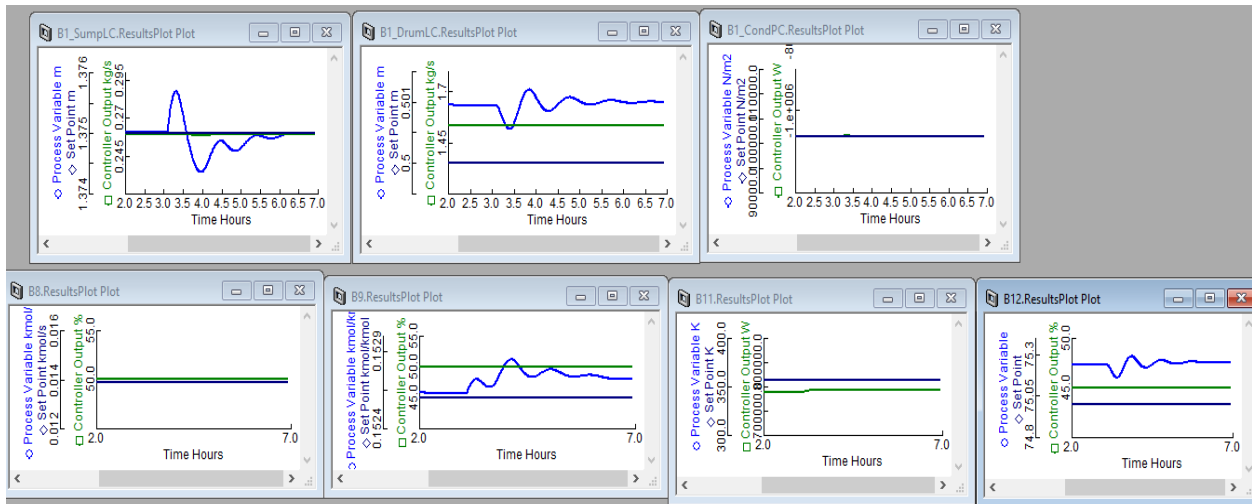 B1_SumpLC.ResultsPlot Plot
Process Variable m
Set Point m
Controller Output kg/s
1.374 1.375 1.376
0.245 0.27 0.295
2.0 2.5 3.0 3.5 4.0 4.5 5.0 5.5 6.0 6.5 7.0
Time Hours
B1_DrumLC.ResultsPlot Plot
Process Variable m
Set Point m
Controller Output kg/s
0.5 0.501
1.45 1.7
2.0 2.5 3.0 3.5 4.0 4.5 5.0 5.5 6.0 6.5 7.0
Time Hours
B1_CondPC.ResultsPlot Plot
Process Variable N/m2
Set Point N/m2
Controller Output W
90000.0 100000.0 110000.0
-1.e+006
2.0 2.5 3.0 3.5 4.0 4.5 5.0 5.5 6.0 6.5 7.0
Time Hours
B8.ResultsPlot Plot
Process Variable kmol/
Set Point kmol/s
Controller Output %
0.012 0.014 0.016
50.0 55.0
2.0 7.0
Time Hours
B9.ResultsPlot Plot
Process Variable kmol/k
Set Point kmol/kmol
Controller Output %
0.1524 0.1529
45.0 50.0 55.0
2.0 7.0
Time Hours
B11.ResultsPlot Plot
Process Variable K
Set Point K
Controller Output W
300.0 350.0 400.0
2.0 7.0
Time Hours
B12.ResultsPlot Plot
Process Variable
Set Point
Controller Output %
74.8 75.05 75.3
45.0 50.0
2.0 7.0
Time Hours